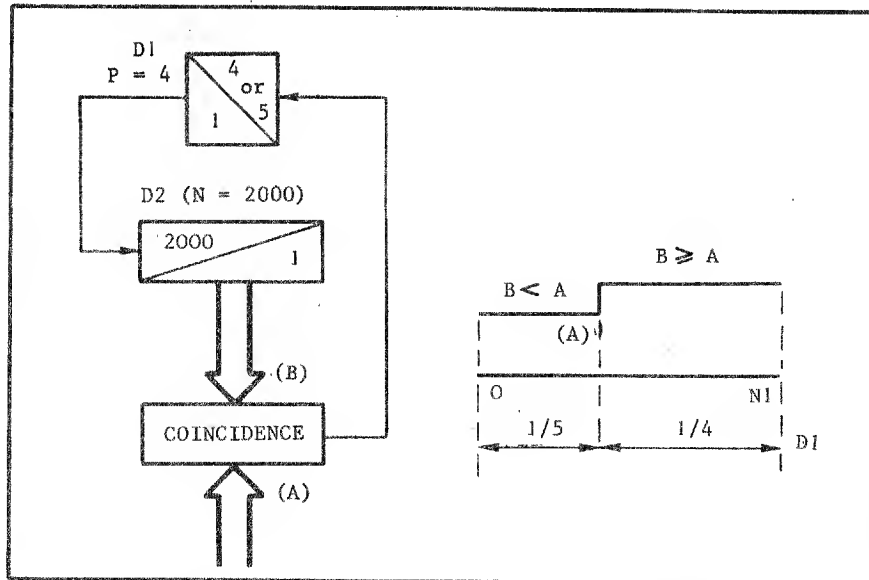 D1
P = 4
4
or
5
1
D2 (N = 2000)
2000
1
(B)
COINCIDENCE
(A)
B < A
B ⩾ A
(A)
O
N1
1/5
1/4
D1